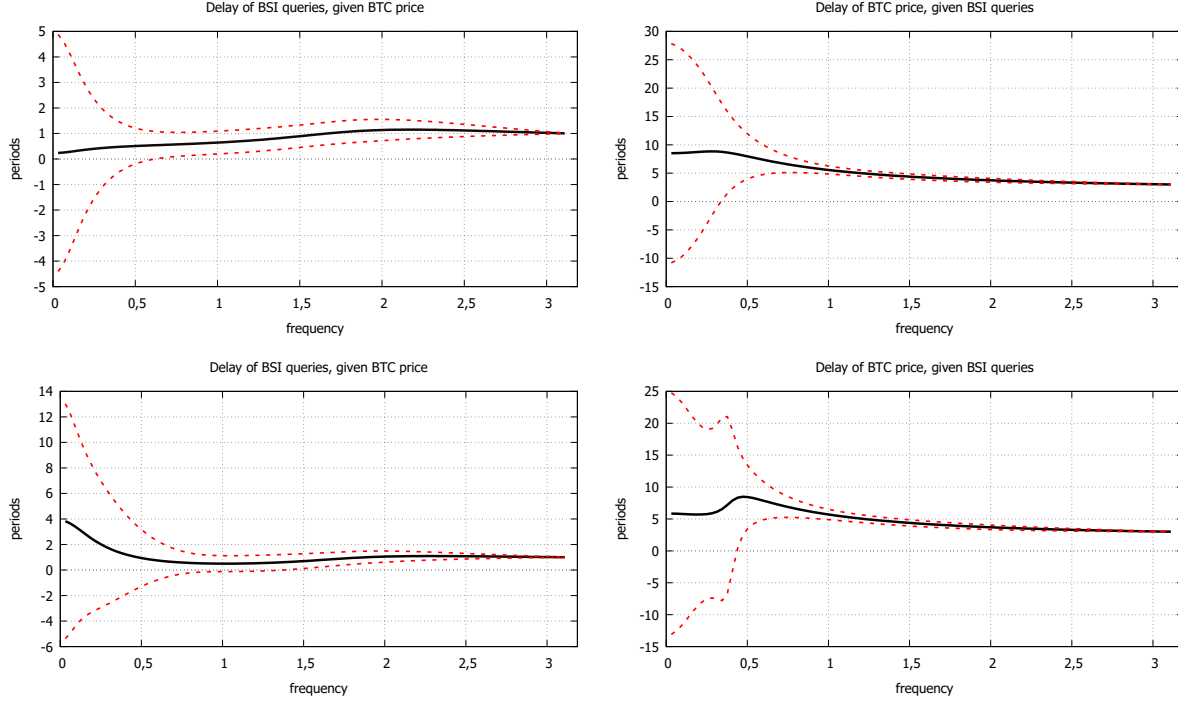 Delay of BSI queries, given BTC price
5
4
3
2
1
0
-1
-2
-3
-4
-5
periods
0 0,5 1 1,5 2 2,5 3
frequency
Delay of BTC price, given BSI queries
30
25
20
15
10
5
0
-5
-10
-15
periods
0 0,5 1 1,5 2 2,5 3
frequency
Delay of BSI queries, given BTC price
14
12
10
8
6
4
2
0
-2
-4
-6
periods
0 0,5 1 1,5 2 2,5 3
frequency
Delay of BTC price, given BSI queries
25
20
15
10
5
0
-5
-10
-15
periods
0 0,5 1 1,5 2 2,5 3
frequency